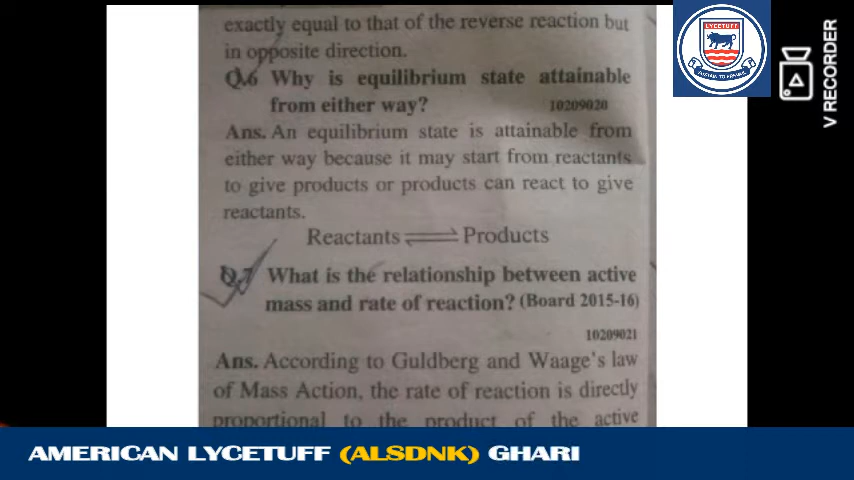 exactly equal to that of the reverse reaction but
in opposite direction.
Q.6 Why is equilibrium state attainable
from either way?
10209020
Ans. An equilibrium state is attainable from
either way because it may start from reactants
to give products or products can react to give
reactants.
Reactants ⇌ Products
Q.7 What is the relationship between active
mass and rate of reaction? (Board 2015-16)
10209021
Ans. According to Guldberg and Waage's law
of Mass Action, the rate of reaction is directly
proportional to the product of the active
LYCETUFF
V RECORDER
AMERICAN LYCETUFF (ALSDNK) GHARI